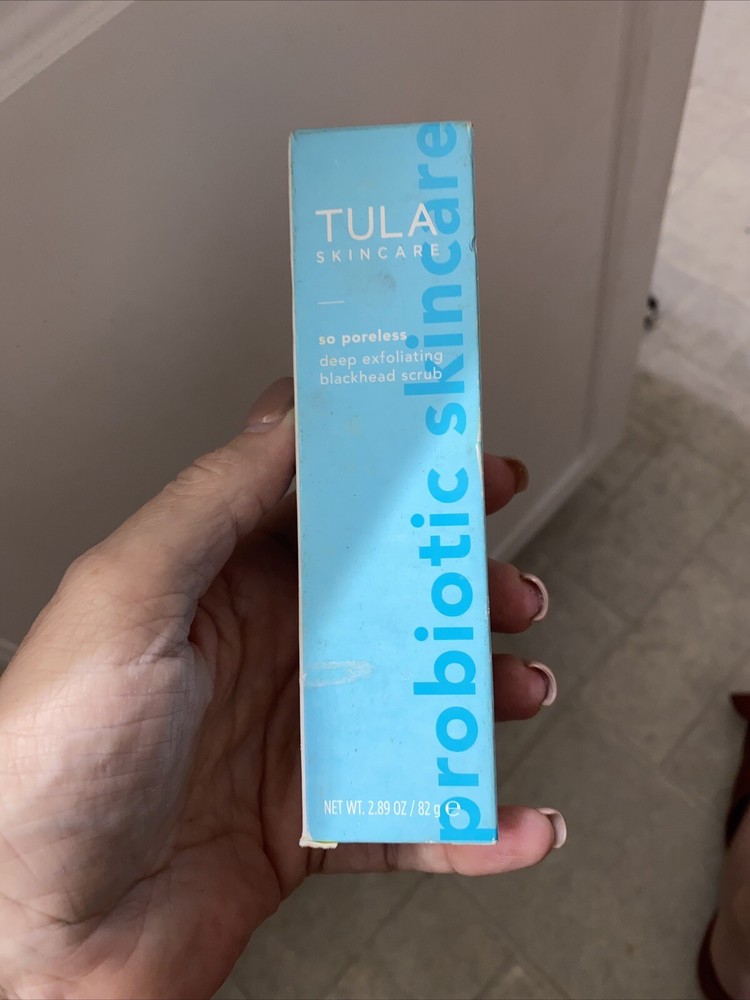 TULA
SKINCARE
so poreless
deep exfoliating
blackhead scrub
probiotic skincare
NET WT. 2.89 OZ / 82 g ℮